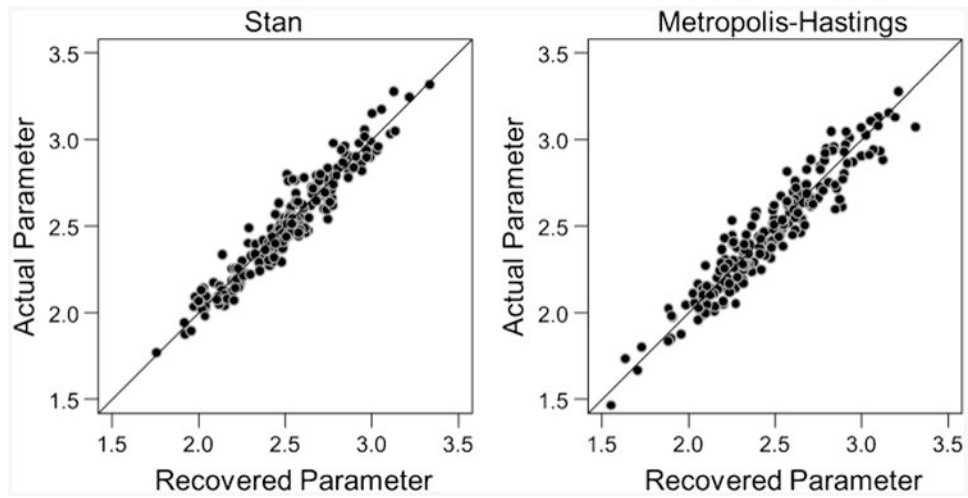 Stan
3.5
3.0
2.5
2.0
1.5
Actual Parameter
1.5 2.0 2.5 3.0 3.5
Recovered Parameter
Metropolis-Hastings
3.5
3.0
2.5
2.0
1.5
Actual Parameter
1.5 2.0 2.5 3.0 3.5
Recovered Parameter